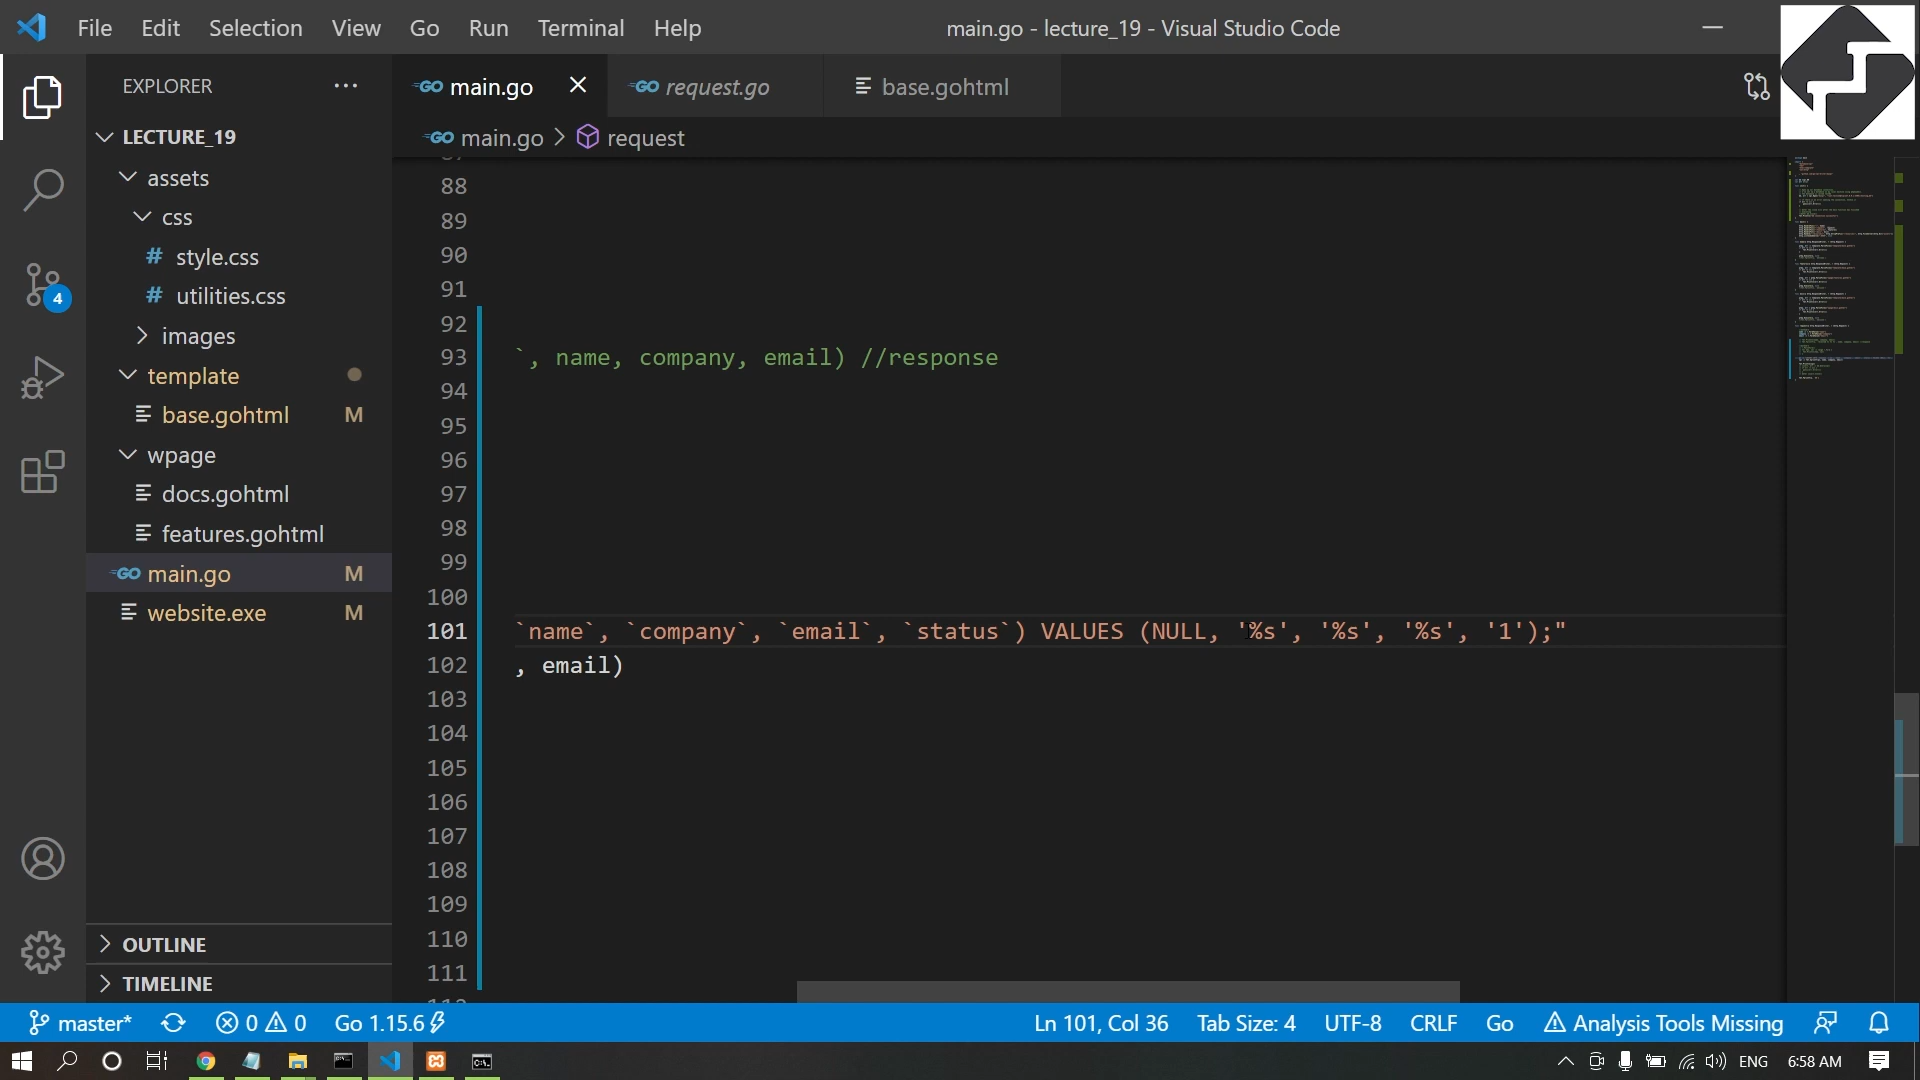 File Edit Selection View Go Run Terminal Help
main.go - lecture_19 - Visual Studio Code
EXPLORER
main.go
request.go
base.gohtml
LECTURE_19
main.go > request
assets
css
style.css
utilities.css
images
template
base.gohtml M
wpage
docs.gohtml
features.gohtml
main.go M
website.exe M
OUTLINE
TIMELINE
4
88
89
90
91
92
93 `, name, company, email) //response
94
95
96
97
98
99
100
101 `name`, `company`, `email`, `status`) VALUES (NULL, '%s', '%s', '%s', '1');"
102 , email)
103
104
105
106
107
108
109
110
111
master* 0 0 Go 1.15.6 Ln 101, Col 36 Tab Size: 4 UTF-8 CRLF Go Analysis Tools Missing
ENG 6:58 AM